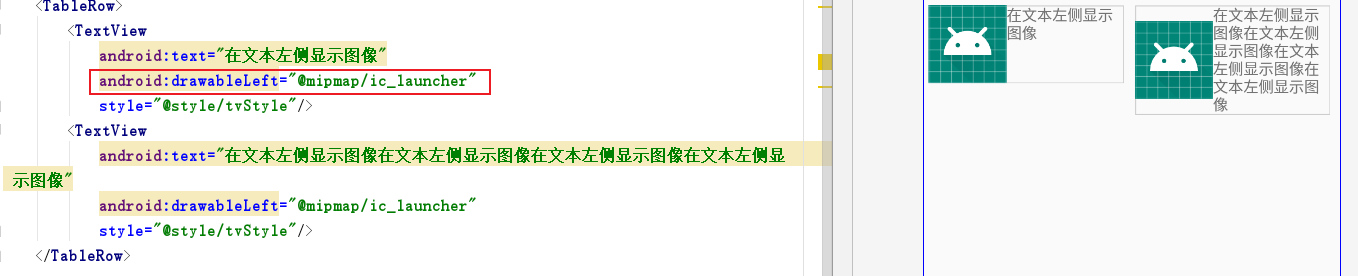 <TableRow>
<TextView
android:text="在文本左侧显示图像"
android:drawableLeft="@mipmap/ic_launcher"
style="@style/tvStyle"/>
<TextView
android:text="在文本左侧显示图像在文本左侧显示图像在文本左侧显示图像在文本左侧显
示图像"
android:drawableLeft="@mipmap/ic_launcher"
style="@style/tvStyle"/>
</TableRow>
在文本左侧显示
图像
在文本左侧显示
图像在文本左侧
显示图像在文本
左侧显示图像在
文本左侧显示图
像